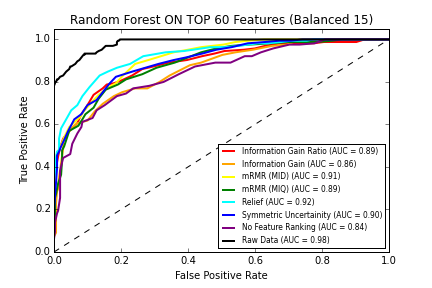 Random Forest ON TOP 60 Features (Balanced 15)
1.0
0.8
0.6
0.4
0.2
0.0
True Positive Rate
Information Gain Ratio (AUC = 0.89)
Information Gain (AUC = 0.86)
mRMR (MID) (AUC = 0.91)
mRMR (MIQ) (AUC = 0.89)
Relief (AUC = 0.92)
Symmetric Uncertainity (AUC = 0.90)
No Feature Ranking (AUC = 0.84)
Raw Data (AUC = 0.98)
0.0 0.2 0.4 0.6 0.8 1.0
False Positive Rate